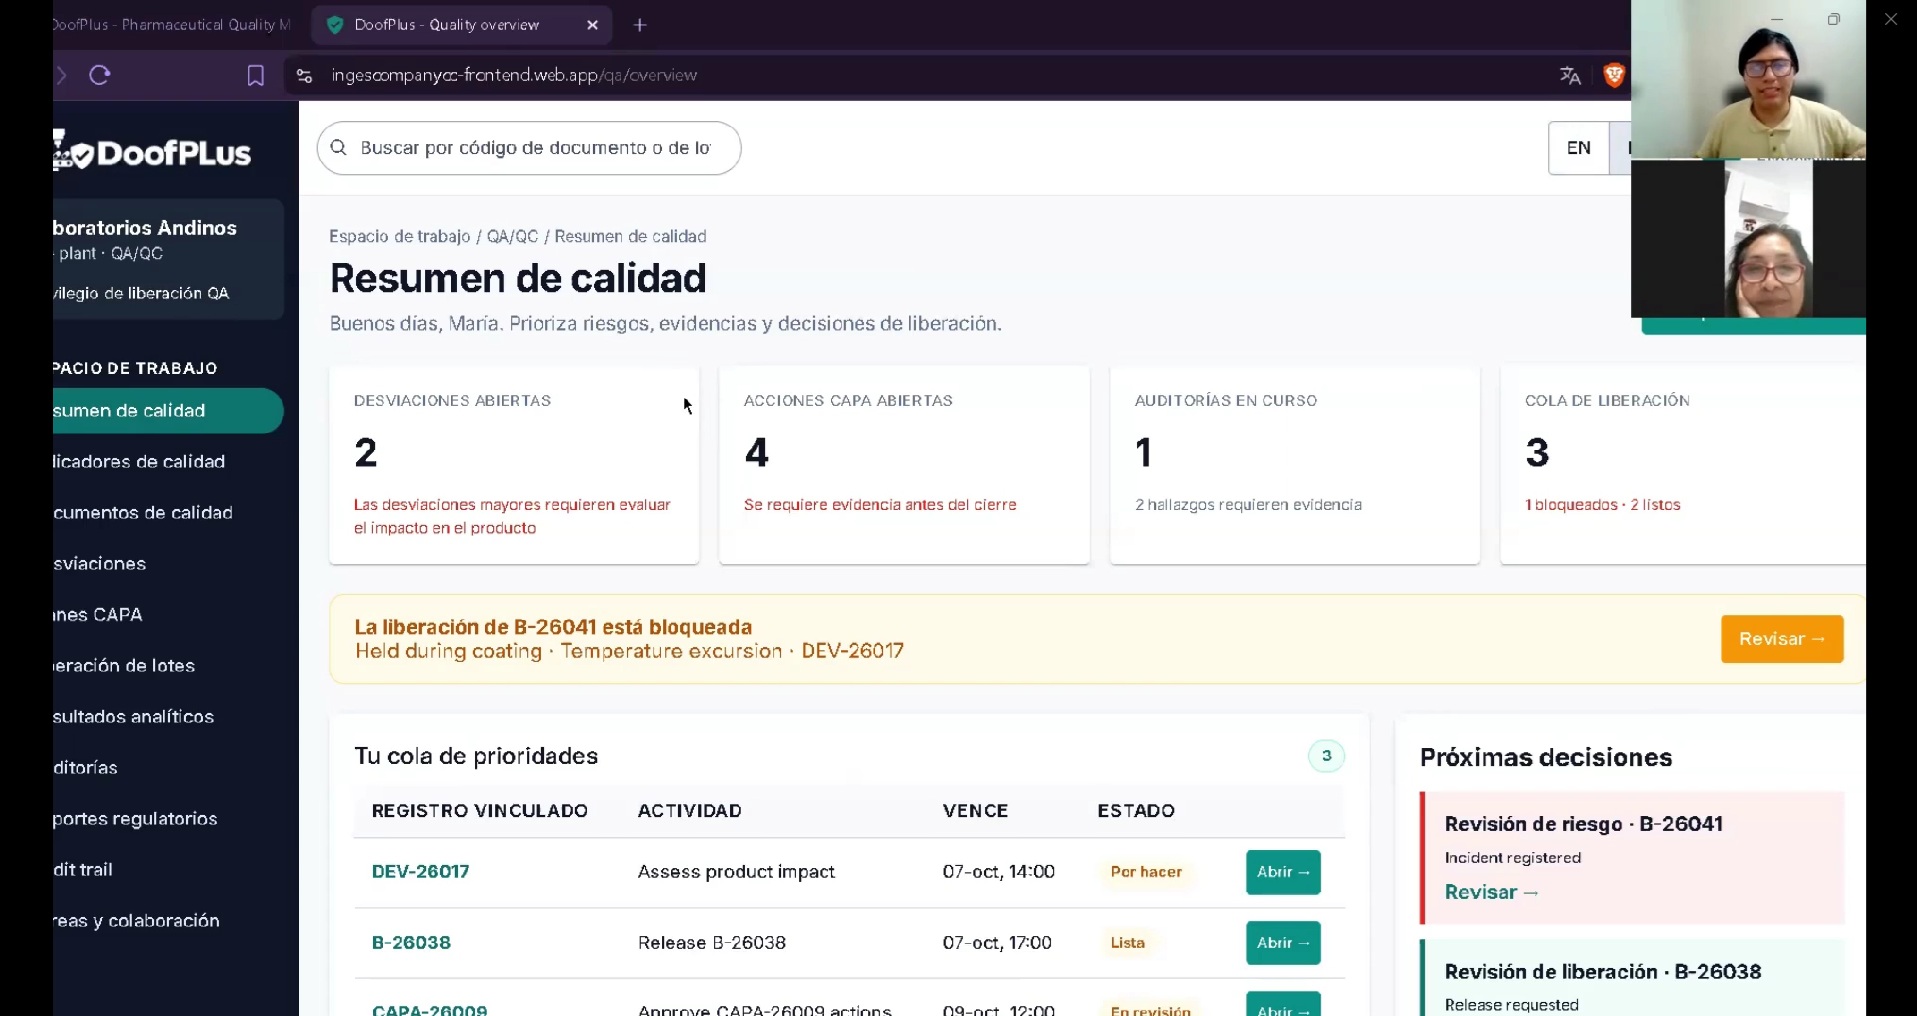 DoofPlus - Pharmaceutical Quality M
DoofPlus - Quality overview
ingescompanycc-frontend.web.app/qa/overview
DoofPLus
boratorios Andinos
plant · QA/QC
vilegio de liberación QA
PACIO DE TRABAJO
sumen de calidad
dicadores de calidad
cumentos de calidad
sviaciones
anes CAPA
eración de lotes
sultados analíticos
ditorías
portes regulatorios
dit trail
reas y colaboración
Buscar por código de documento o de lo
EN
Espacio de trabajo / QA/QC / Resumen de calidad
Resumen de calidad
Buenos días, María. Prioriza riesgos, evidencias y decisiones de liberación.
DESVIACIONES ABIERTAS
2
Las desviaciones mayores requieren evaluar
el impacto en el producto
ACCIONES CAPA ABIERTAS
4
Se requiere evidencia antes del cierre
AUDITORÍAS EN CURSO
1
2 hallazgos requieren evidencia
COLA DE LIBERACIÓN
3
1 bloqueados · 2 listos
La liberación de B-26041 está bloqueada
Held during coating · Temperature excursion · DEV-26017
Revisar →
Tu cola de prioridades
3
REGISTRO VINCULADO ACTIVIDAD VENCE ESTADO
DEV-26017 Assess product impact 07-oct, 14:00 Por hacer Abrir →
B-26038 Release B-26038 07-oct, 17:00 Lista Abrir →
CAPA-26009 Approve CAPA-26009 actions 09-oct, 12:00 En revisión Abrir →
Próximas decisiones
Revisión de riesgo · B-26041
Incident registered
Revisar →
Revisión de liberación · B-26038
Release requested